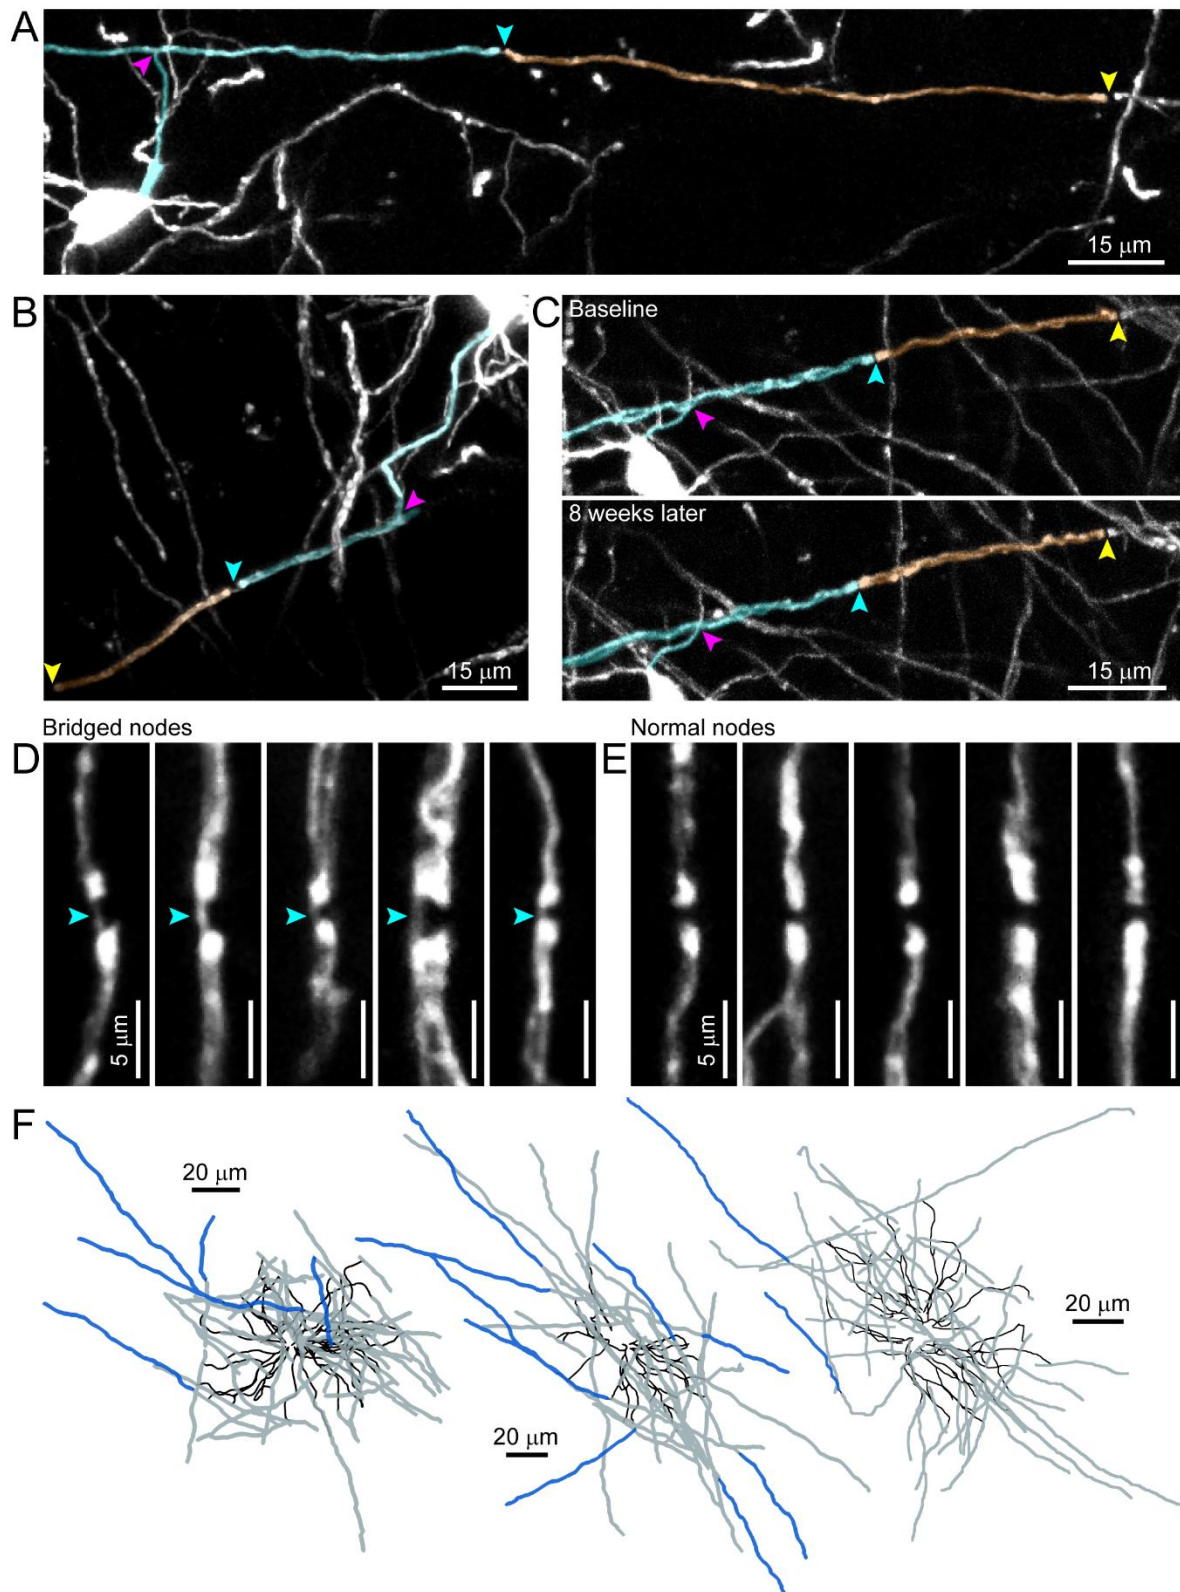 A
15 μm
B
15 μm
C
Baseline
8 weeks later
15 μm
Bridged nodes
D
5 μm
Normal nodes
E
5 μm
F
20 μm
20 μm
20 μm